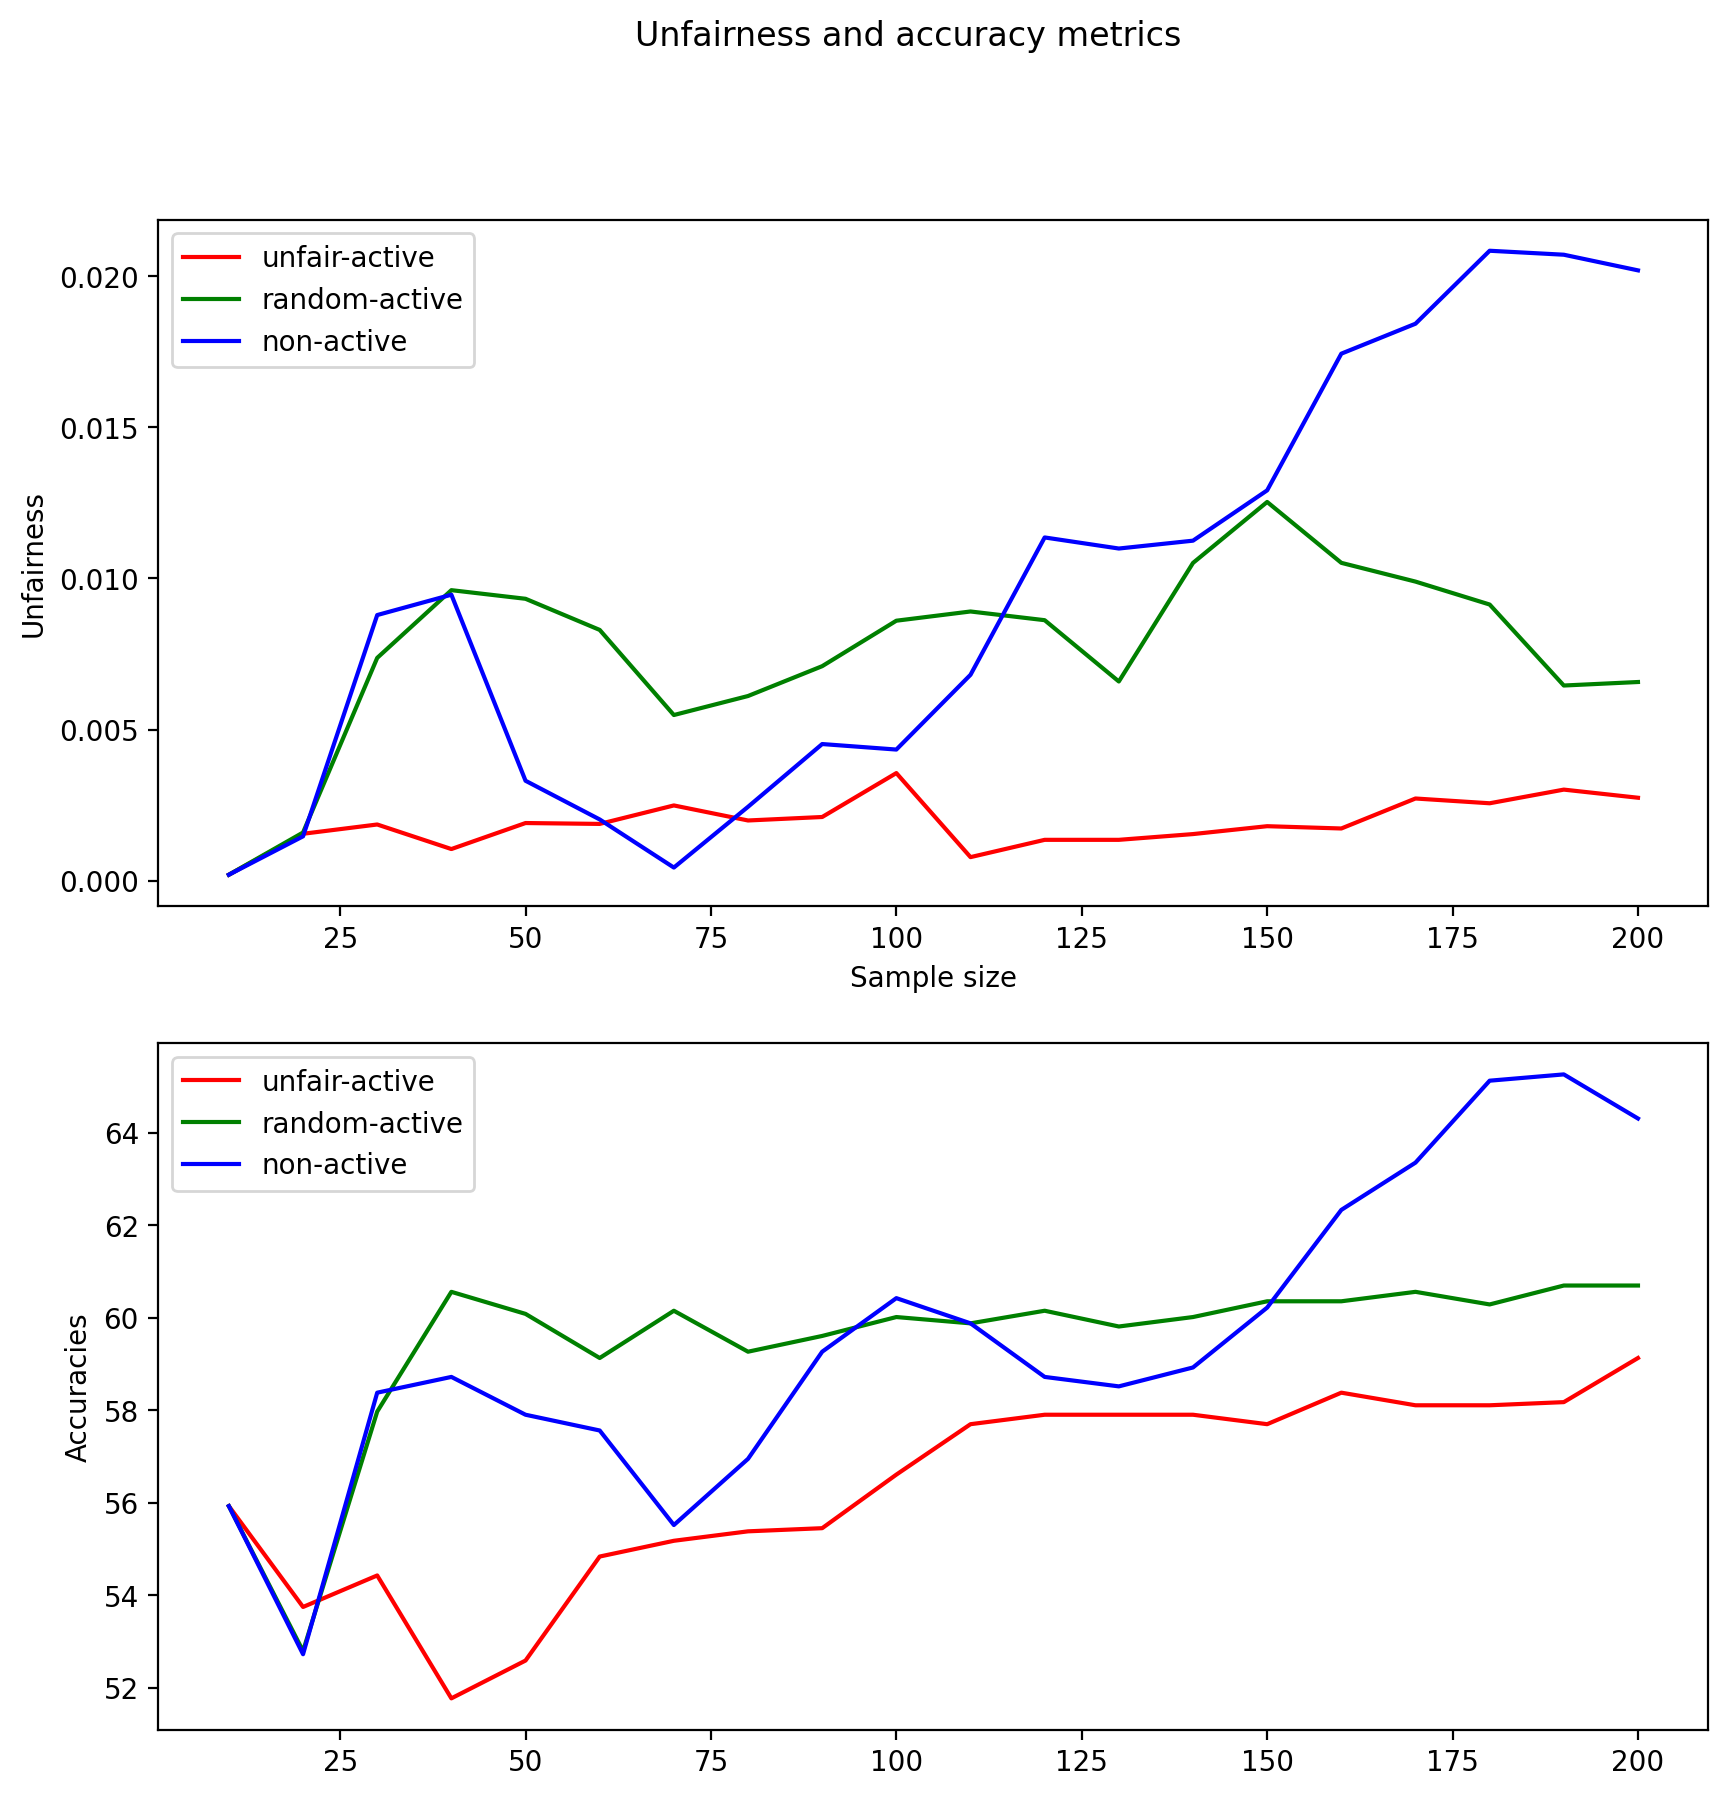 Unfairness and accuracy metrics
unfair-active
random-active
non-active
0.020
0.015
0.010
0.005
0.000
Unfairness
25 50 75 100 125 150 175 200
Sample size
unfair-active
random-active
non-active
64
62
60
58
56
54
52
Accuracies
25 50 75 100 125 150 175 200